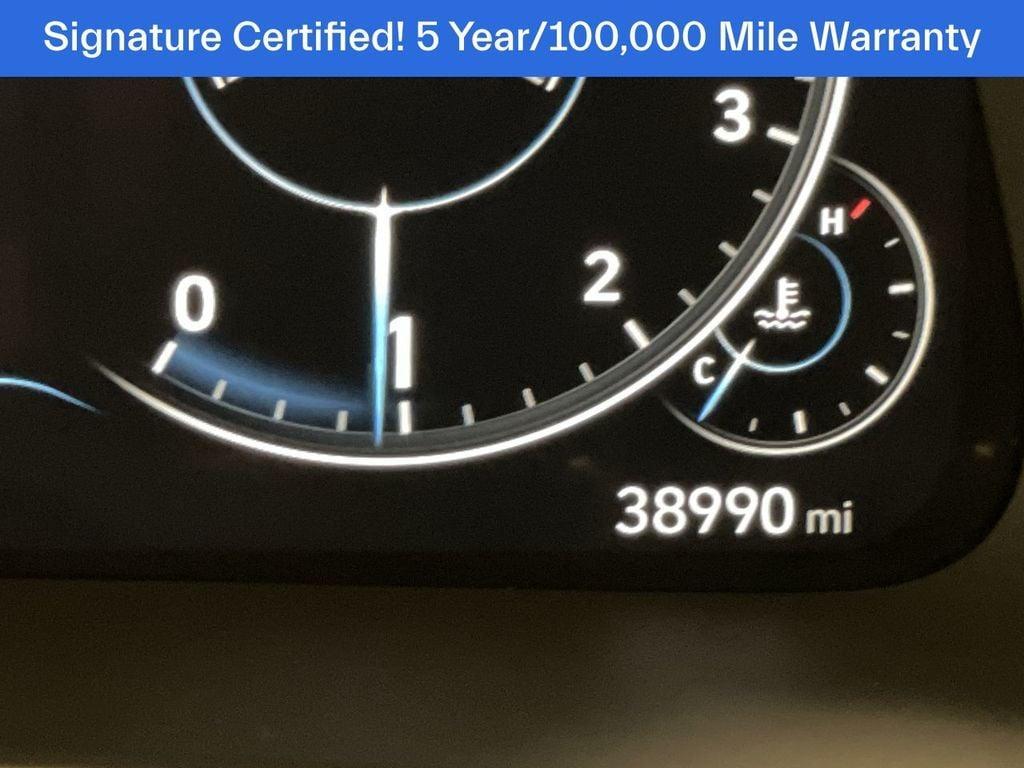 Signature Certified! 5 Year/100,000 Mile Warranty
3
H
2
0
1
C
38990 mi